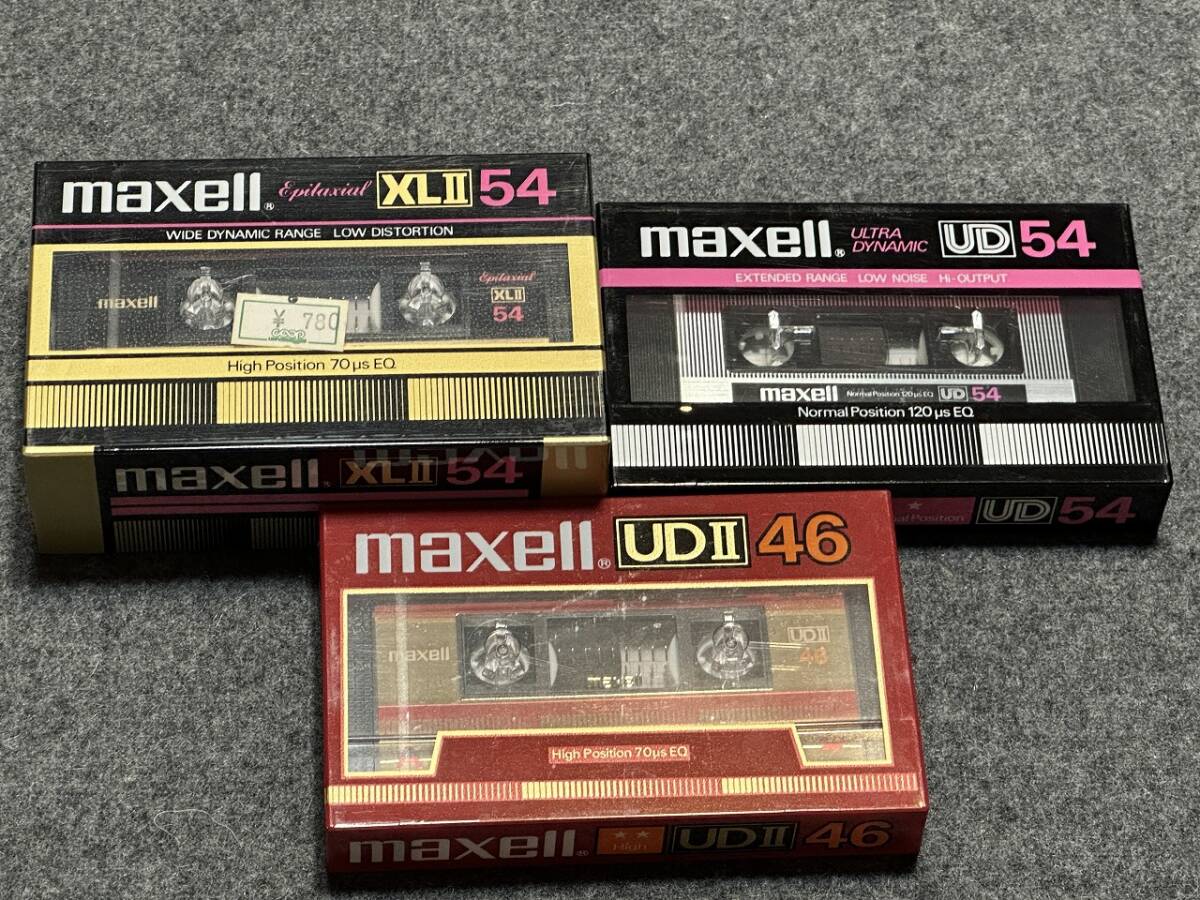 maxell® Epitaxial XLII 54
WIDE DYNAMIC RANGE LOW DISTORTION
maxell
Epitaxial
XLII
54
¥ 780
coop
High Position 70 µs EQ
maxell® XLII 54
maxell® ULTRA DYNAMIC UD 54
EXTENDED RANGE LOW NOISE Hi-OUTPUT
maxell Normal Position 120 µs EQ UD 54
Normal Position 120 µs EQ
Position UD 54
maxell® UDII 46
maxell
UDII
46
maxell
High Position 70µs EQ
maxell® ★★ High UDII 46